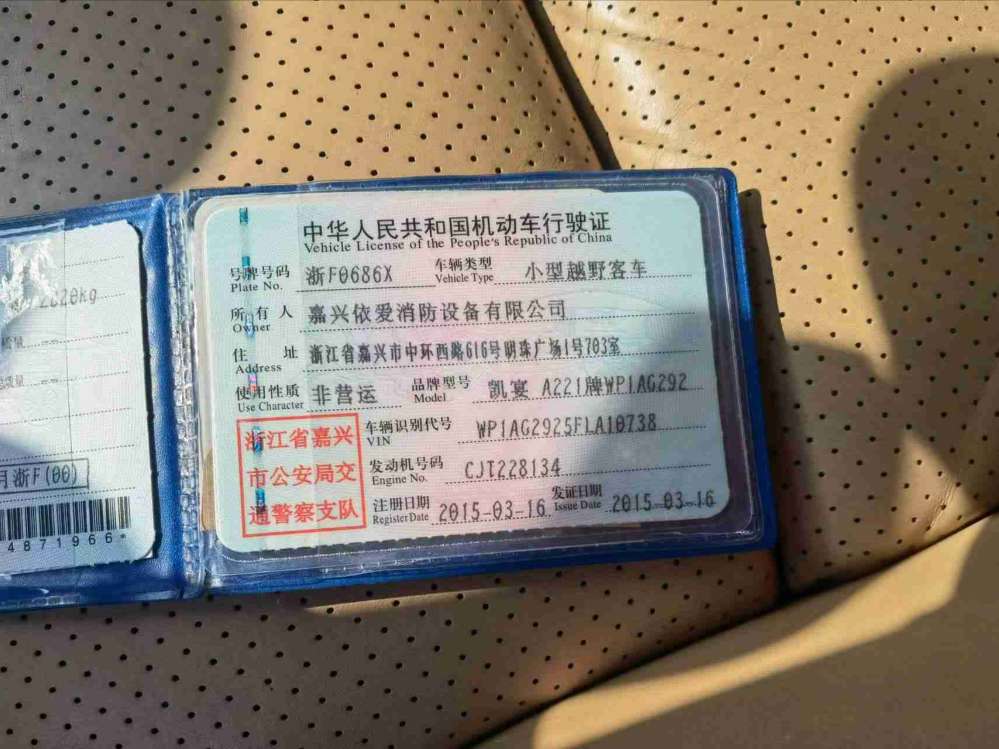 中华人民共和国机动车行驶证
Vehicle License of the People's Republic of China
号牌号码 浙F0686X 车辆类型 小型越野客车
Plate No. Vehicle Type
所有人 嘉兴依爱消防设备有限公司
Owner
住址 浙江省嘉兴市中环西路616号明珠广场1号703室
Address
使用性质 非营运 品牌型号 凯宴 A221牌WP1AG292
Use Character Model
浙江省嘉兴
市公安局交
通警察支队
车辆识别代号 WP1AG2925FLA10738
VIN
发动机号码 CJT228134
Engine No.
注册日期 2015-03-16 发证日期 2015-03-16
Register Date Issue Date
2820kg
月浙F(00)
4871966*